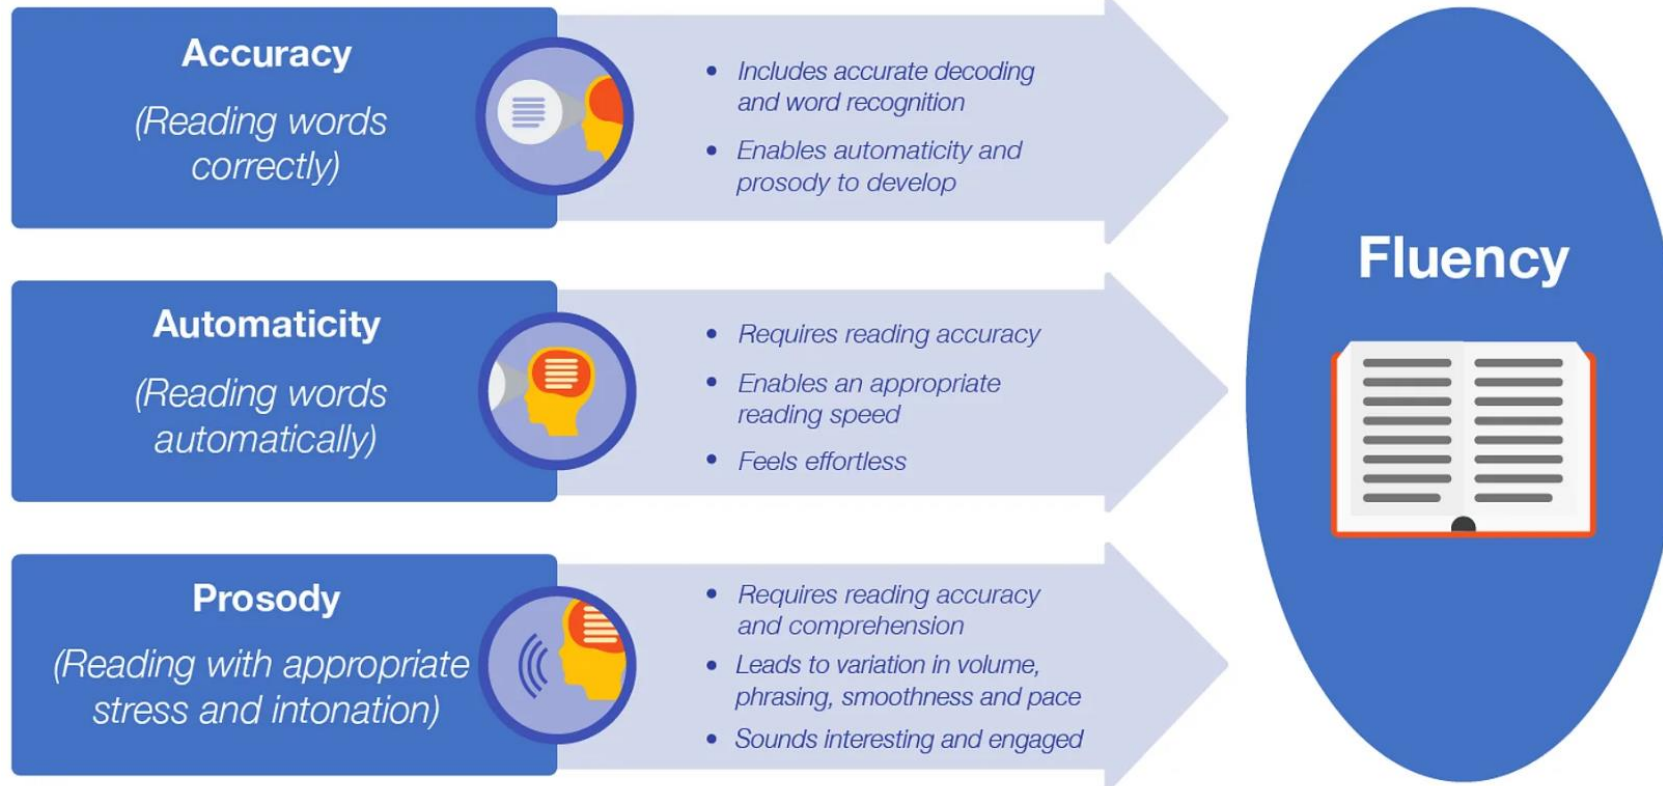 Accuracy
(Reading words
correctly)
• Includes accurate decoding
and word recognition
• Enables automaticity and
prosody to develop
Automaticity
(Reading words
automatically)
• Requires reading accuracy
• Enables an appropriate
reading speed
• Feels effortless
Prosody
(Reading with appropriate
stress and intonation)
• Requires reading accuracy
and comprehension
• Leads to variation in volume,
phrasing, smoothness and pace
• Sounds interesting and engaged
Fluency